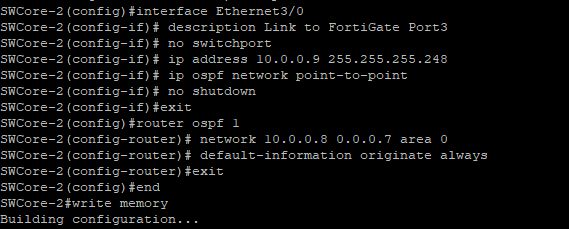 SWCore-2(config)#interface Ethernet3/0
SWCore-2(config-if)# description Link to FortiGate Port3
SWCore-2(config-if)# no switchport
SWCore-2(config-if)# ip address 10.0.0.9 255.255.255.248
SWCore-2(config-if)# ip ospf network point-to-point
SWCore-2(config-if)# no shutdown
SWCore-2(config-if)#exit
SWCore-2(config)#router ospf 1
SWCore-2(config-router)# network 10.0.0.8 0.0.0.7 area 0
SWCore-2(config-router)# default-information originate always
SWCore-2(config-router)#exit
SWCore-2(config)#end
SWCore-2#write memory
Building configuration...